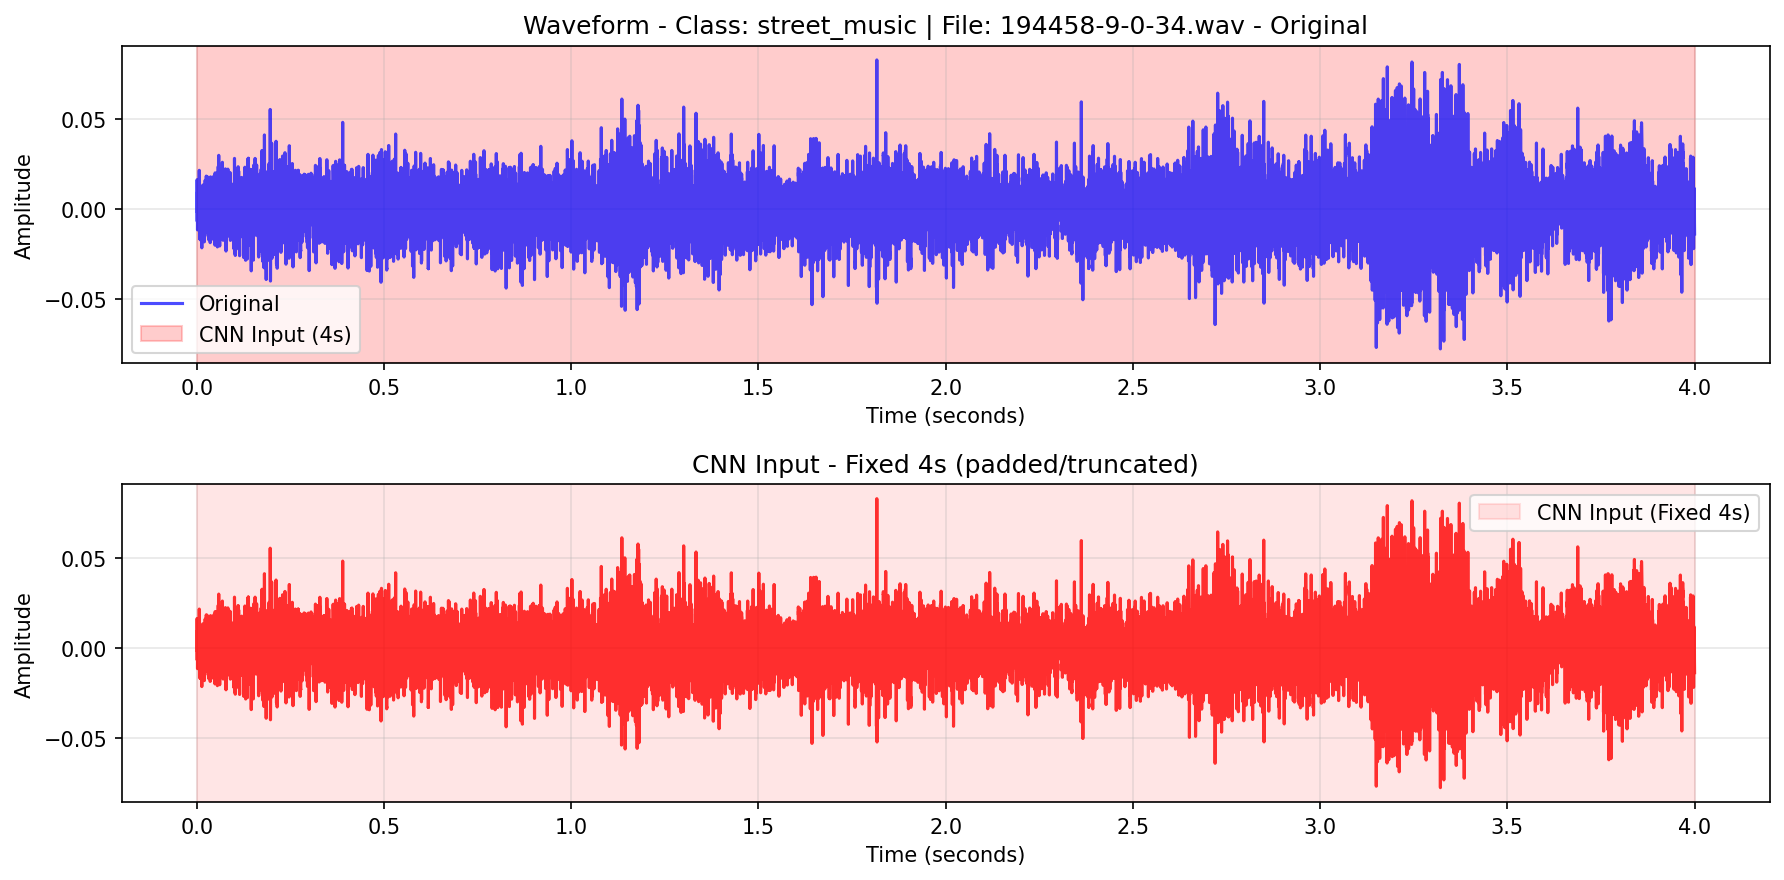 Waveform - Class: street_music | File: 194458-9-0-34.wav - Original
Amplitude
0.05
0.00
−0.05
Original
CNN Input (4s)
0.0 0.5 1.0 1.5 2.0 2.5 3.0 3.5 4.0
Time (seconds)
CNN Input - Fixed 4s (padded/truncated)
CNN Input (Fixed 4s)
Amplitude
0.05
0.00
−0.05
0.0 0.5 1.0 1.5 2.0 2.5 3.0 3.5 4.0
Time (seconds)